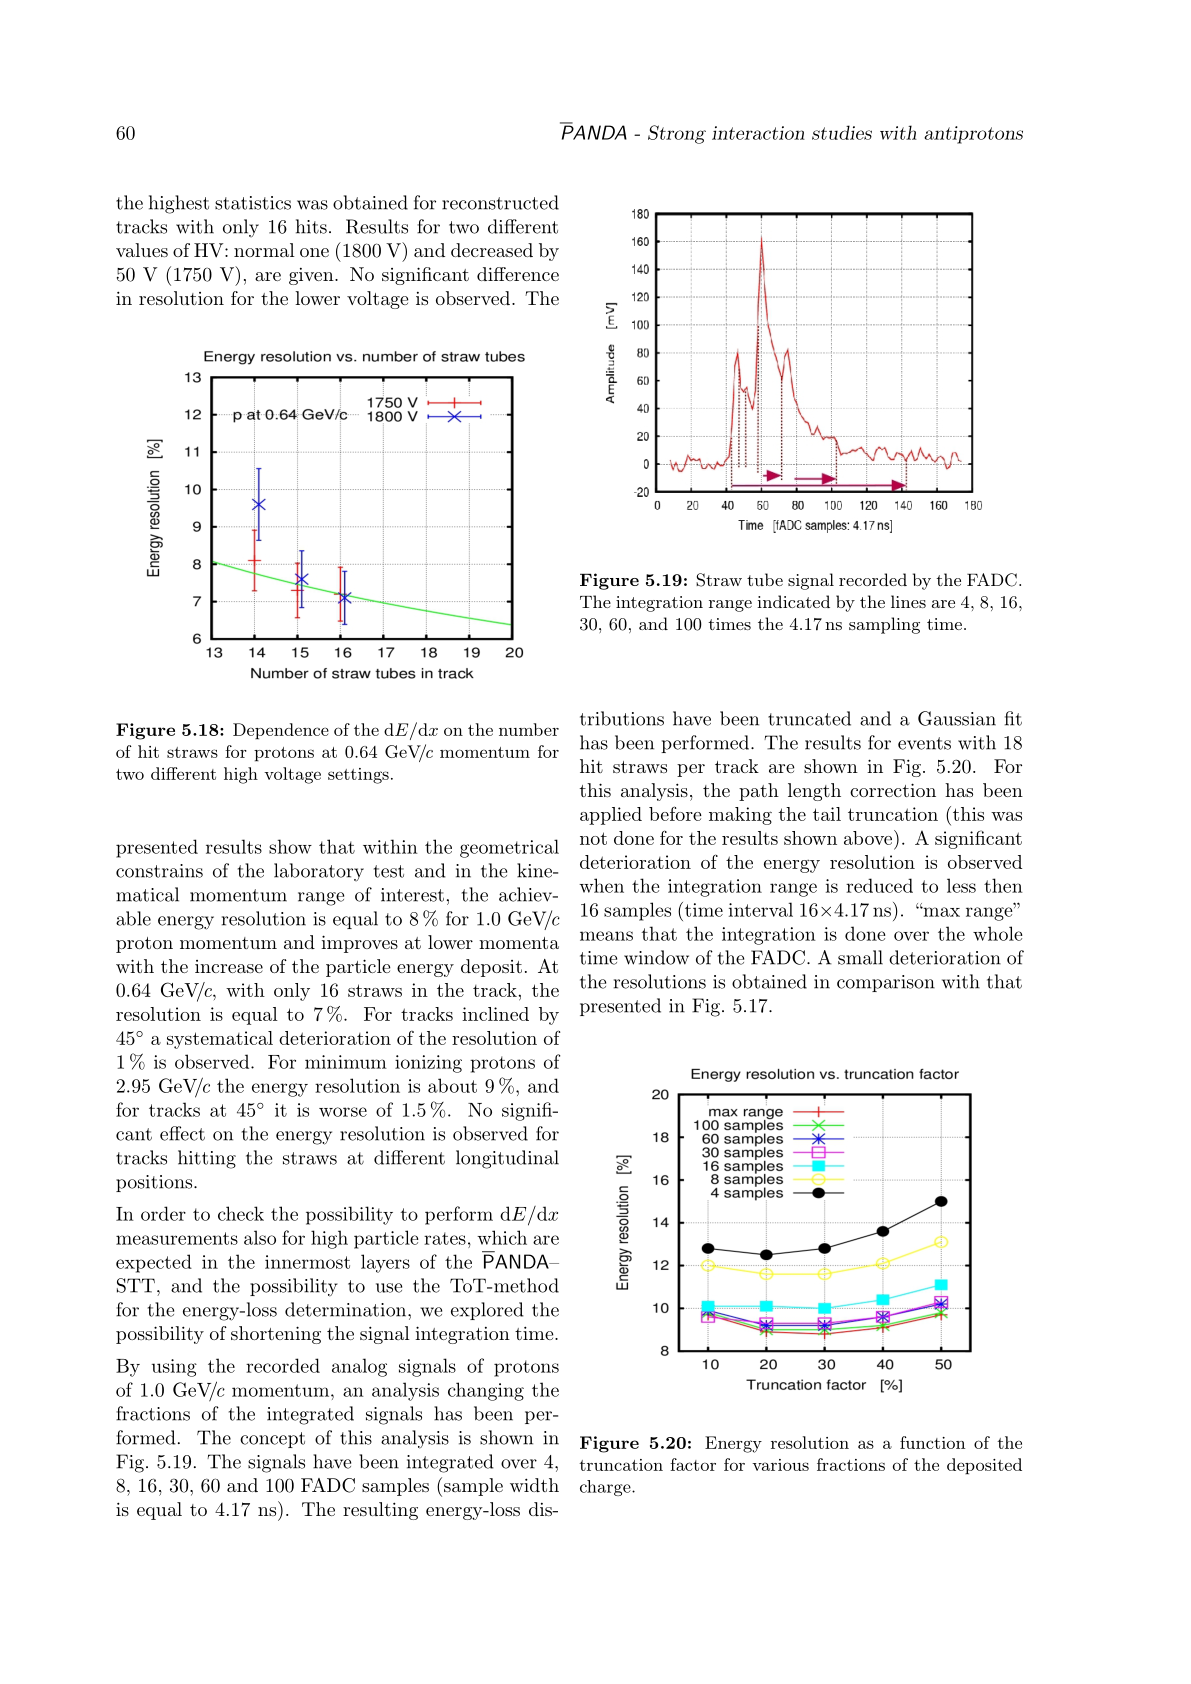 60
P̅ANDA - Strong interaction studies with antiprotons
the highest statistics was obtained for reconstructed
tracks with only 16 hits. Results for two different
values of HV: normal one (1800 V) and decreased by
50 V (1750 V), are given. No significant difference
in resolution for the lower voltage is observed. The
Energy resolution vs. number of straw tubes
13
12
11
10
9
8
7
6
Energy resolution [%]
p at 0.64 GeV/c
1750 V
1800 V
13 14 15 16 17 18 19 20
Number of straw tubes in track
Figure 5.18: Dependence of the dE/dx on the number
of hit straws for protons at 0.64 GeV/c momentum for
two different high voltage settings.
presented results show that within the geometrical
constrains of the laboratory test and in the kine-
matical momentum range of interest, the achiev-
able energy resolution is equal to 8 % for 1.0 GeV/c
proton momentum and improves at lower momenta
with the increase of the particle energy deposit. At
0.64 GeV/c, with only 16 straws in the track, the
resolution is equal to 7 %. For tracks inclined by
45° a systematical deterioration of the resolution of
1 % is observed. For minimum ionizing protons of
2.95 GeV/c the energy resolution is about 9 %, and
for tracks at 45° it is worse of 1.5 %. No signifi-
cant effect on the energy resolution is observed for
tracks hitting the straws at different longitudinal
positions.
In order to check the possibility to perform dE/dx
measurements also for high particle rates, which are
expected in the innermost layers of the P̅ANDA–
STT, and the possibility to use the ToT-method
for the energy-loss determination, we explored the
possibility of shortening the signal integration time.
By using the recorded analog signals of protons
of 1.0 GeV/c momentum, an analysis changing the
fractions of the integrated signals has been per-
formed. The concept of this analysis is shown in
Fig. 5.19. The signals have been integrated over 4,
8, 16, 30, 60 and 100 FADC samples (sample width
is equal to 4.17 ns). The resulting energy-loss dis-
180
160
140
120
100
80
60
40
20
0
-20
Amplitude [mV]
0 20 40 60 80 100 120 140 160 180
Time [fADC samples: 4.17 ns]
Figure 5.19: Straw tube signal recorded by the FADC.
The integration range indicated by the lines are 4, 8, 16,
30, 60, and 100 times the 4.17 ns sampling time.
tributions have been truncated and a Gaussian fit
has been performed. The results for events with 18
hit straws per track are shown in Fig. 5.20. For
this analysis, the path length correction has been
applied before making the tail truncation (this was
not done for the results shown above). A significant
deterioration of the energy resolution is observed
when the integration range is reduced to less then
16 samples (time interval 16×4.17 ns). “max range”
means that the integration is done over the whole
time window of the FADC. A small deterioration of
the resolutions is obtained in comparison with that
presented in Fig. 5.17.
Energy resolution vs. truncation factor
20
18
16
14
12
10
8
Energy resolution [%]
max range
100 samples
60 samples
30 samples
16 samples
8 samples
4 samples
10 20 30 40 50
Truncation factor [%]
Figure 5.20: Energy resolution as a function of the
truncation factor for various fractions of the deposited
charge.